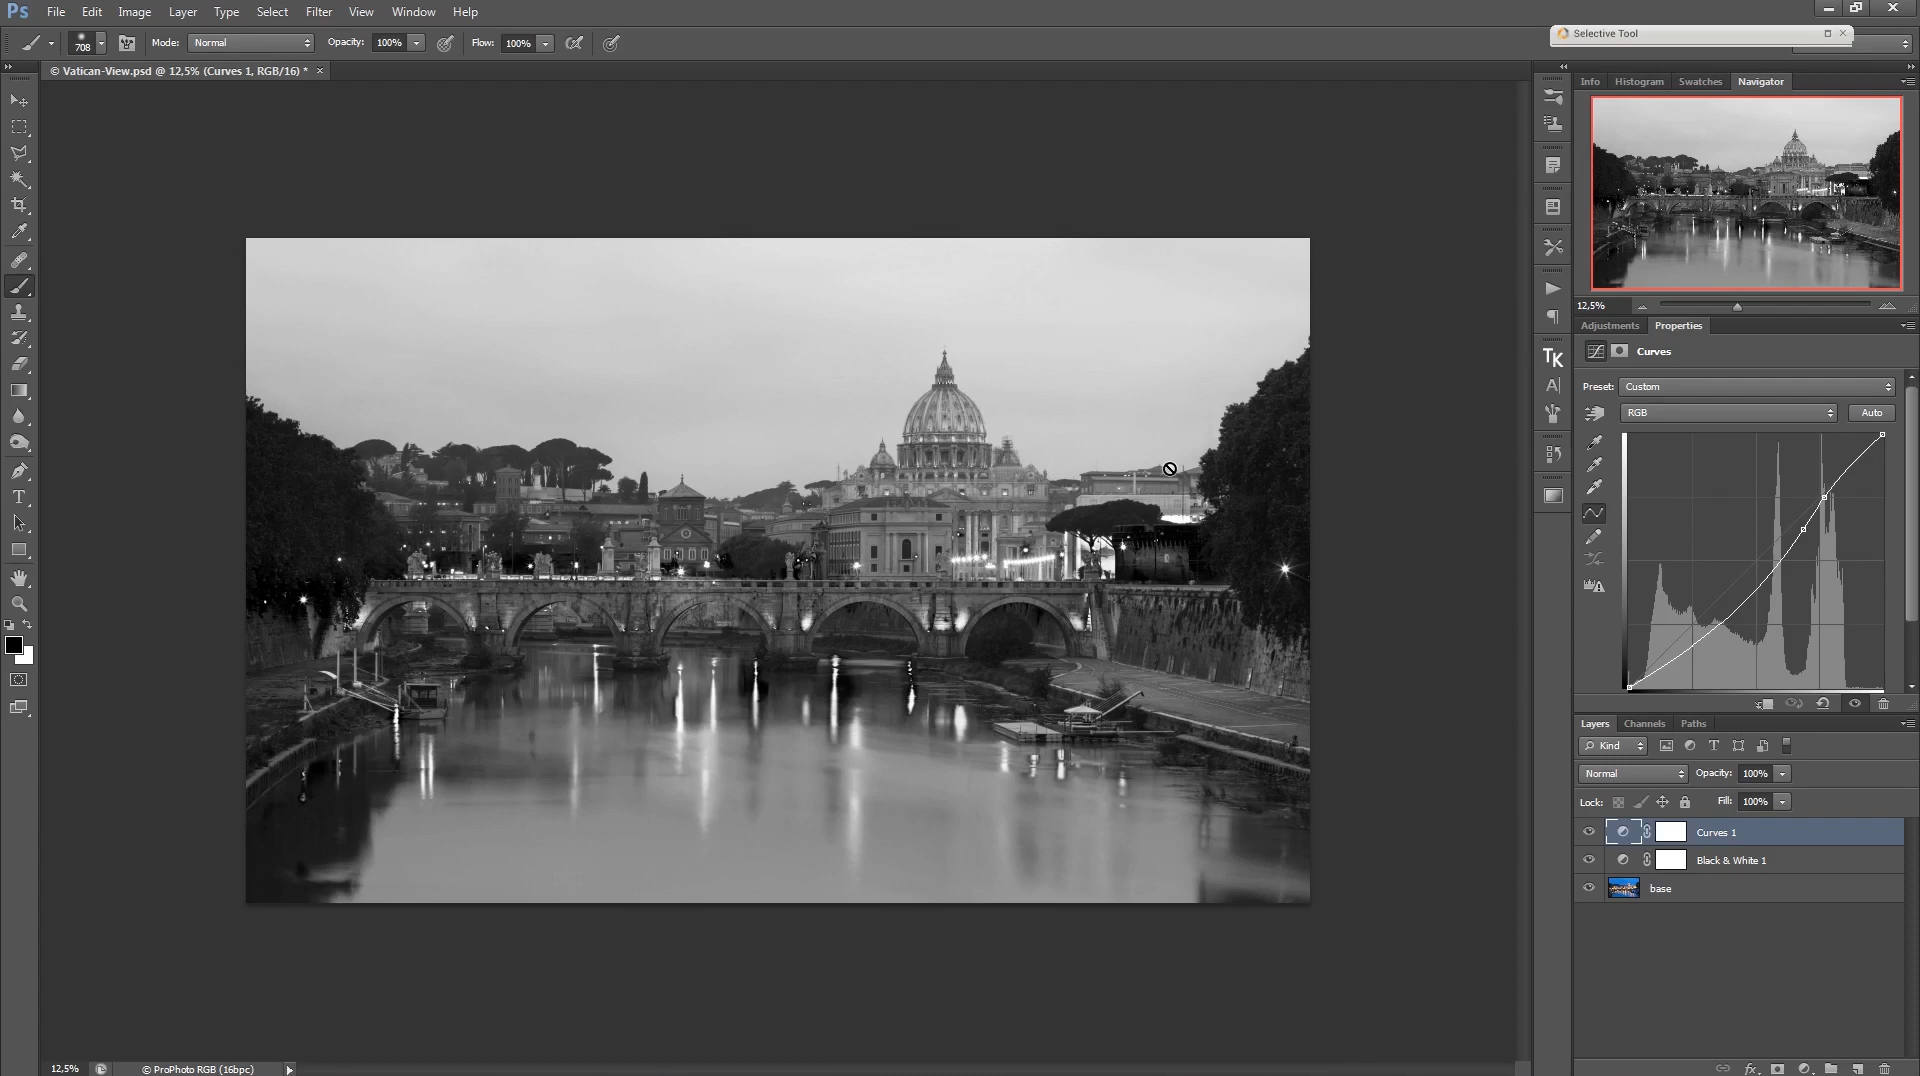 Ps File Edit Image Layer Type Select Filter View Window Help
708 Mode: Normal Opacity: 100% Flow: 100%
Selective Tool
© Vatican-View.psd @ 12,5% (Curves 1, RGB/16) * ×
Info Histogram Swatches Navigator
12,5%
Adjustments Properties
Curves
TK
Preset: Custom
A
RGB Auto
T
Layers Channels Paths
Kind T
Normal Opacity: 100%
Lock: Fill: 100%
Curves 1
Black & White 1
base
12,5% © ProPhoto RGB (16bpc)
fx